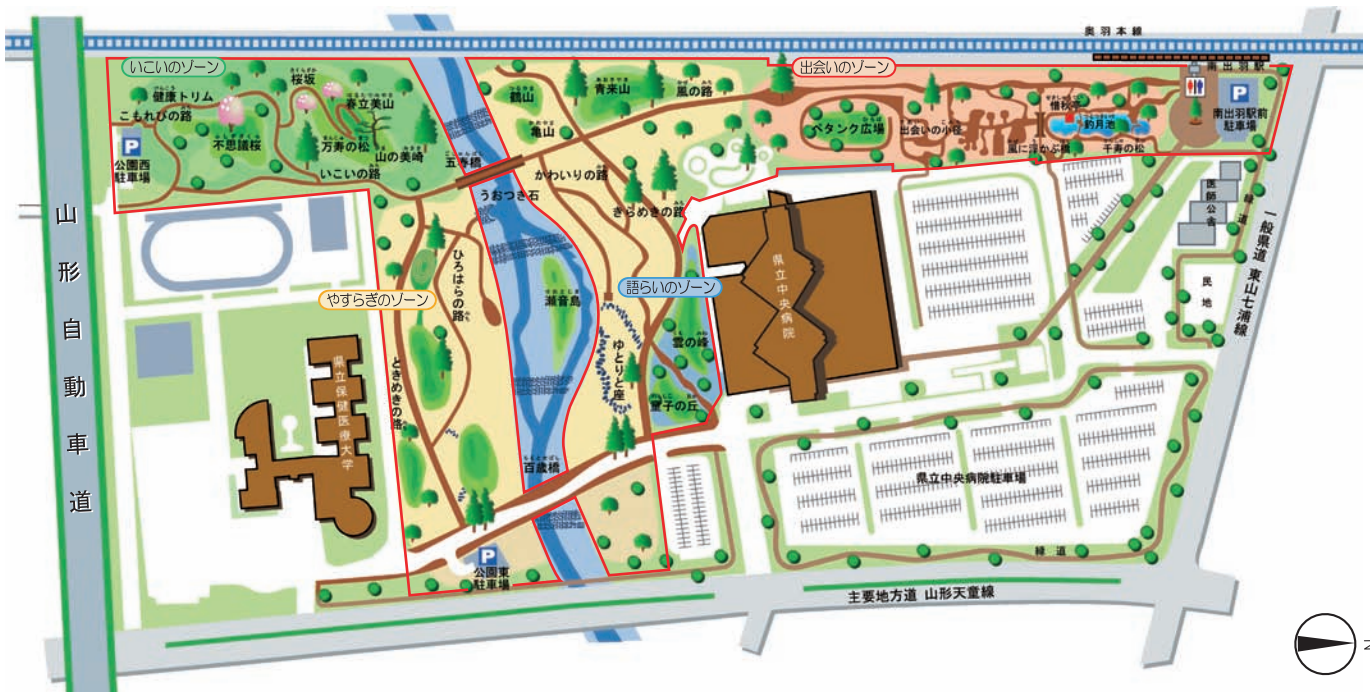 奥羽本線
いこいのゾーン
出会いのゾーン
南出羽駅
桜坂
健康トリム
こもれびの路
春立美山
不思議桜
万寿の松
山の美崎
いこいの路
P
公園西
駐車場
鶴山
亀山
青来山
風の路
ペタンク広場
出会いの小径
惜秋亭
釣月池
風に浮かぶ橋
千寿の松
P
南出羽駅前
駐車場
五寿橋
かわいりの路
うおつき石
きらめきの路
医師公舎
緑道
一般県道 東山七浦線
民地
山形自動車道
やすらぎのゾーン
ひろはらの路
瀬音島
語らいのゾーン
雲の峰
童子の丘
ゆとりと座
県立中央病院
ときめきの路
県立保健医療大学
百歳橋
県立中央病院駐車場
緑道
P
公園東
駐車場
主要地方道 山形天童線
N